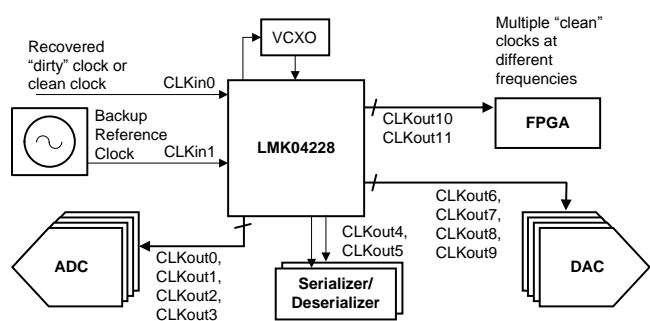 VCXO
Recovered
“dirty” clock or
clean clock
CLKin0
Multiple “clean”
clocks at
different
frequencies
Backup
Reference
Clock
CLKin1
LMK04228
CLKout10
CLKout11
FPGA
CLKout6,
CLKout7,
CLKout8,
CLKout9
DAC
CLKout4,
CLKout5
ADC
CLKout0,
CLKout1,
CLKout2,
CLKout3
Serializer/
Deserializer